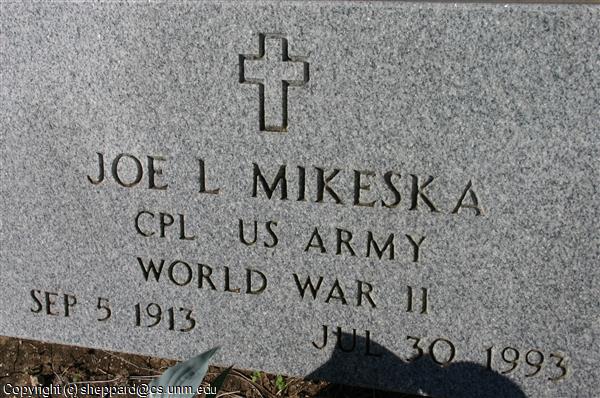 JOE L MIKESKA
CPL US ARMY
WORLD WAR II
SEP 5 1913 JUL 30 1993
Copyright (c) sheppard@cs.unm.edu